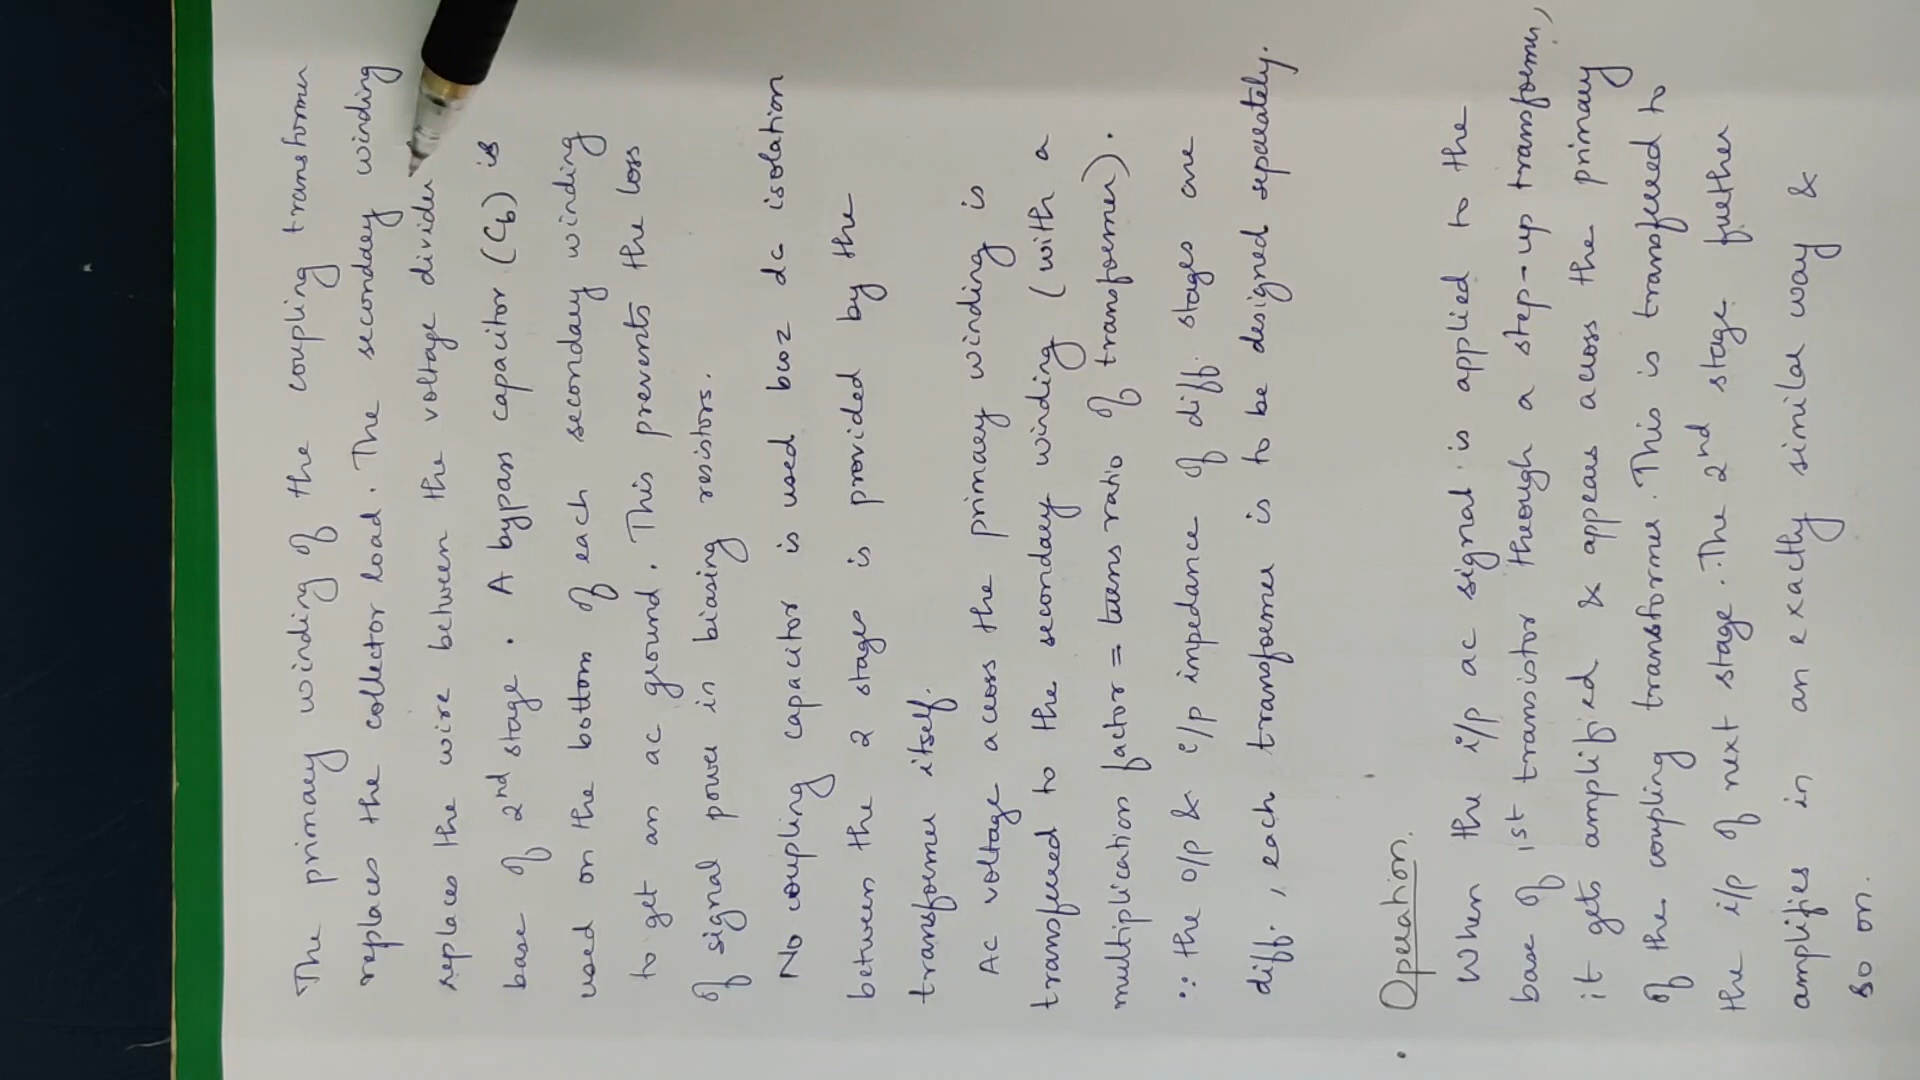 The primary winding of the coupling transformer
replaces the collector load. The secondary winding
replaces the wire between the voltage divider
base of 2nd stage. A bypass capacitor (Cb) is
used on the bottom of each secondary winding
to get an ac ground. This prevents the loss
of signal power in biasing resistors.
No coupling capacitor is used bcoz dc isolation
between the 2 stages is provided by the
transformer itself.
Ac voltage across the primary winding is
transferred to the secondary winding (with a
multiplication factor = turns ratio of transformer).
∵ the o/p & i/p impedance of diff. stages are
diff., each transformer is to be designed separately.
• Operation.
When the i/p ac signal is applied to the
base of 1st transistor through a step-up transformer,
it gets amplified & appears across the primary
of the coupling transformer. This is transferred to
the i/p of next stage. The 2nd stage further
amplifies in an exactly similar way &
so on.